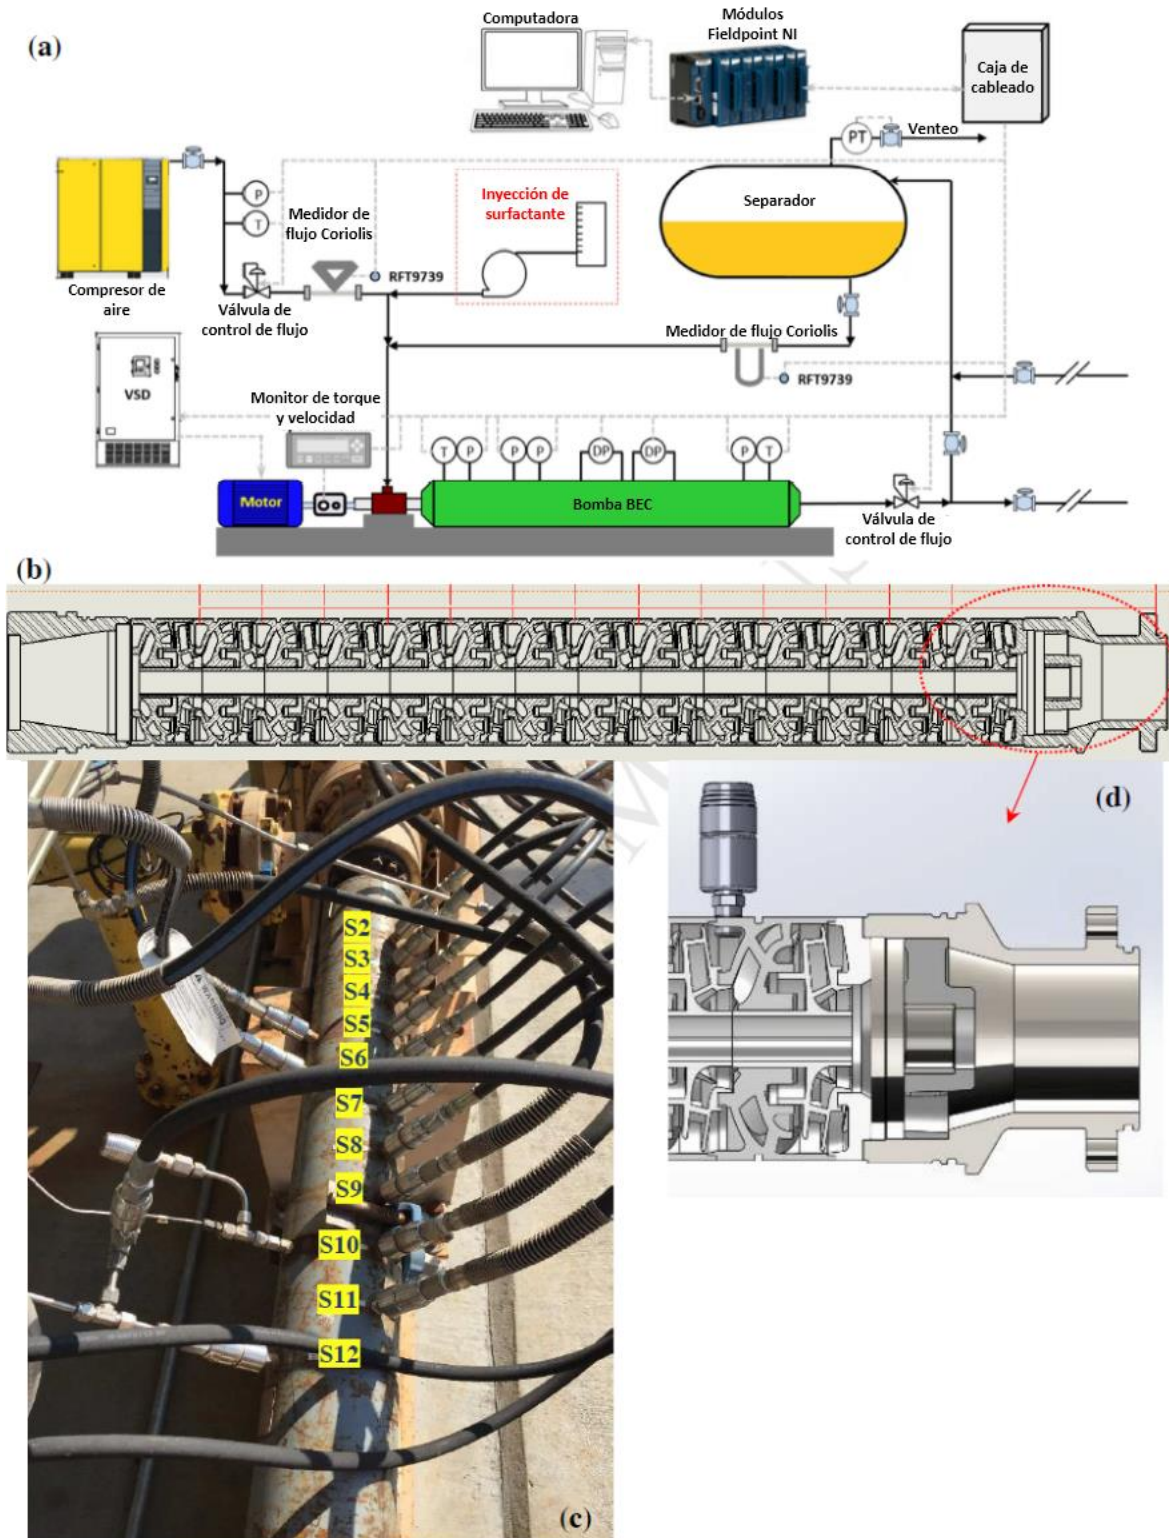 (a)
Computadora
Módulos
Fieldpoint NI
Caja de
cableado
PT
Venteo
P
T
Inyección de
surfactante
Separador
Medidor de
flujo Coriolis
RFT9739
Compresor de
aire
Válvula de
control de flujo
Medidor de flujo Coriolis
RFT9739
VSD
Monitor de torque
y velocidad
T
P
P
P
DP
DP
P
T
Motor
Bomba BEC
Válvula de
control de flujo
(b)
(d)
S2
S3
S4
S5
S6
S7
S8
S9
S10
S11
S12
(c)